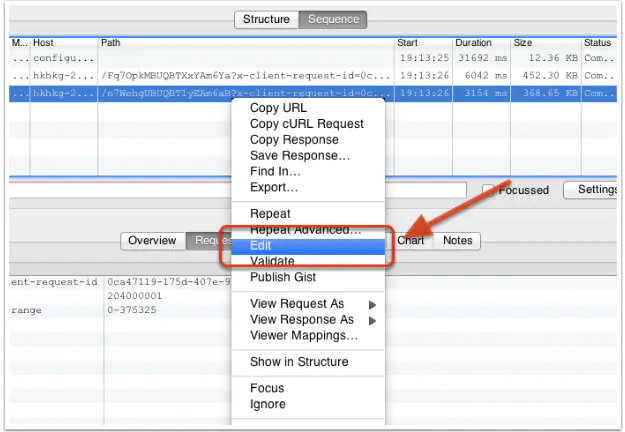 Structure Sequence
M... Host Path Start Duration Size Status
... configu... 19:13:25 31692 ms 12.36 KB Com...
... hkhkg-2... /Fq7OpkMBUQBTXxYAm6Ya?x-client-request-id=0c... 19:13:26 6042 ms 452.30 KB Com...
... hkhkg-2... /n7WohgUBUQBT1yEAm6aB?x-client-request-id=0c... 19:13:26 3154 ms 368.65 KB Com...
Copy URL
Copy cURL Request
Copy Response
Save Response...
Find In...
Export...
Focussed Settings
Repeat
Repeat Advanced...
Overview Reques Edit Chart Notes
Validate
Publish Gist
ent-request-id 0ca47119-175d-407e-9
204000001
range 0-375325
View Request As
View Response As
Viewer Mappings...
Show in Structure
Focus
Ignore